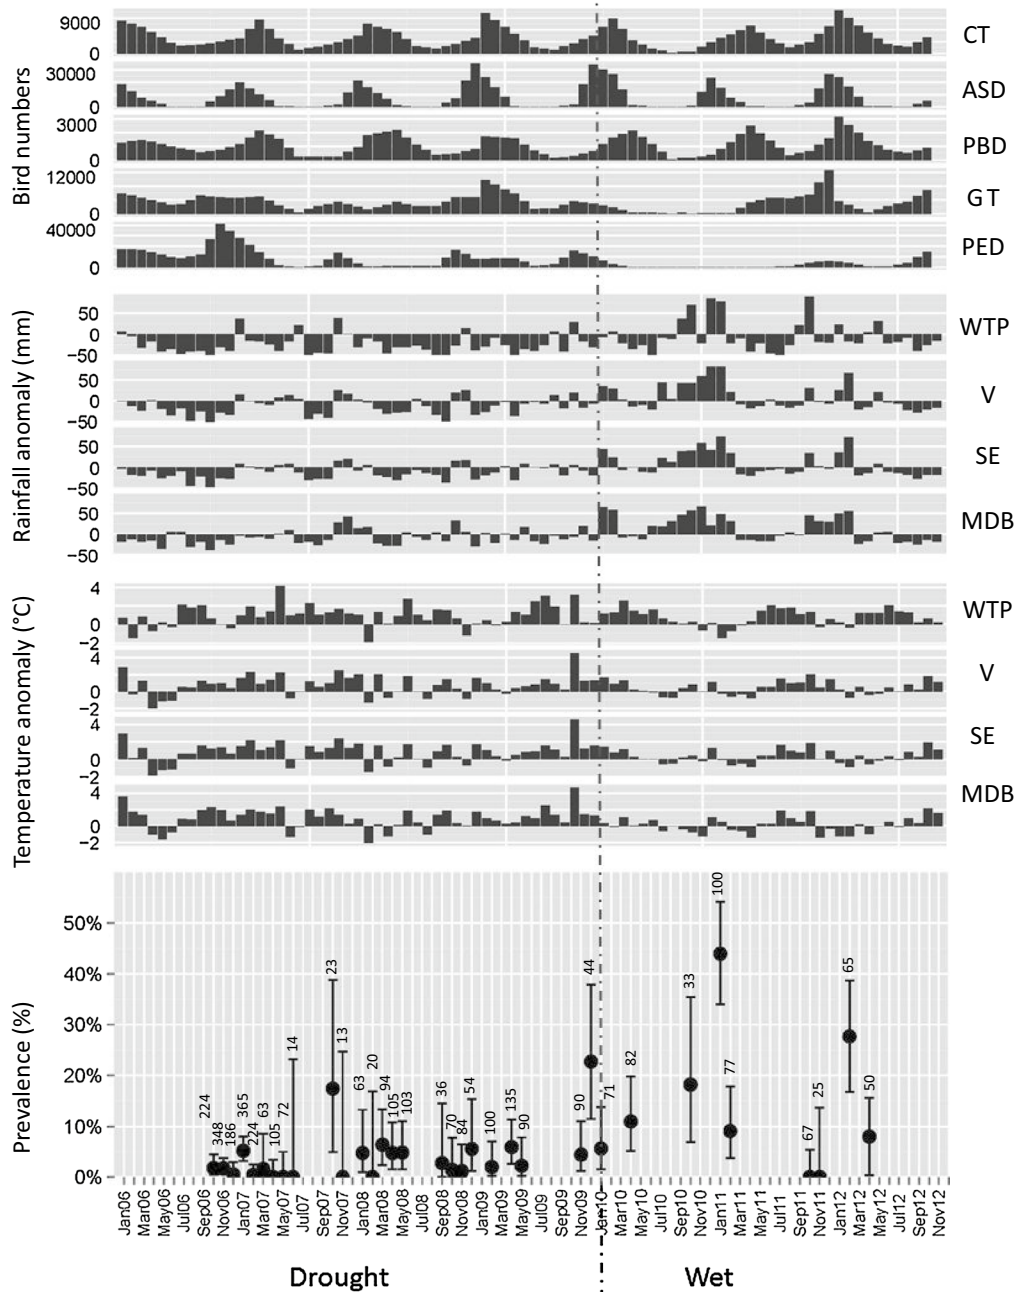 Bird numbers
9000
0
CT
30000
0
ASD
3000
0
PBD
12000
0
GT
40000
0
PED
Rainfall anomaly (mm)
50
0
−50
WTP
50
0
−50
V
50
0
−50
SE
50
0
−50
MDB
Temperature anomaly (°C)
4
0
−2
WTP
4
0
−2
V
4
0
−2
SE
4
0
−2
MDB
Prevalence (%)
50%
40%
30%
20%
10%
0%
224
348
186
365
224
63
105
72
14
23
13
63
20
94
105
103
36
70
84
54
100
135
90
90
44
71
82
33
100
77
67
25
65
50
Jan06
Mar06
May06
Jul06
Sep06
Nov06
Jan07
Mar07
May07
Jul07
Sep07
Nov07
Jan08
Mar08
May08
Jul08
Sep08
Nov08
Jan09
Mar09
May09
Jul09
Sep09
Nov09
Jan10
Mar10
May10
Jul10
Sep10
Nov10
Jan11
Mar11
May11
Jul11
Sep11
Nov11
Jan12
Mar12
May12
Jul12
Sep12
Nov12
Drought
Wet